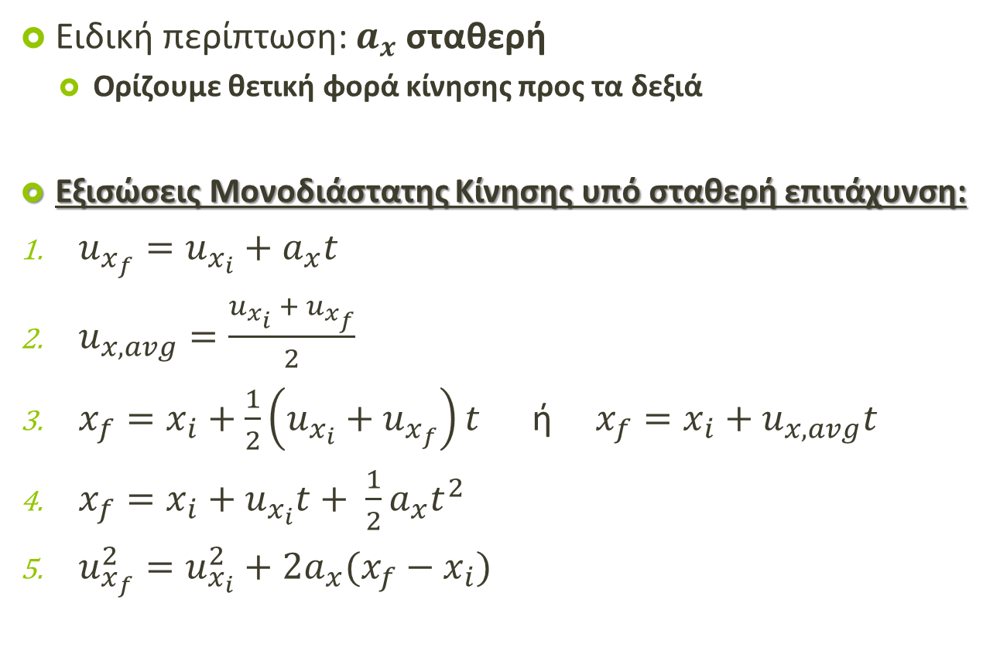 Ειδική περίπτωση: $a_x$ σταθερή
Ορίζουμε θετική φορά κίνησης προς τα δεξιά
Εξισώσεις Μονοδιάστατης Κίνησης υπό σταθερή επιτάχυνση:
1. $u_{x_f} = u_{x_i} + a_x t$
2. $u_{x,avg} = \frac{u_{x_i} + u_{x_f}}{2}$
3. $x_f = x_i + \frac{1}{2}\left(u_{x_i} + u_{x_f}\right)t$ ή $x_f = x_i + u_{x,avg}t$
4. $x_f = x_i + u_{x_i}t + \frac{1}{2}a_x t^2$
5. $u_{x_f}^2 = u_{x_i}^2 + 2a_x(x_f - x_i)$